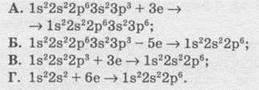 А. 1s²2s²2p⁶3s²3p³ + 3e →
→ 1s²2s²2p⁶3s²3p⁶;
Б. 1s²2s²2p⁶3s²3p³ – 5e → 1s²2s²2p⁶;
В. 1s²2s²2p³ + 3e → 1s²2s²2p⁶;
Г. 1s²2s² + 6e → 1s²2s²2p⁶.